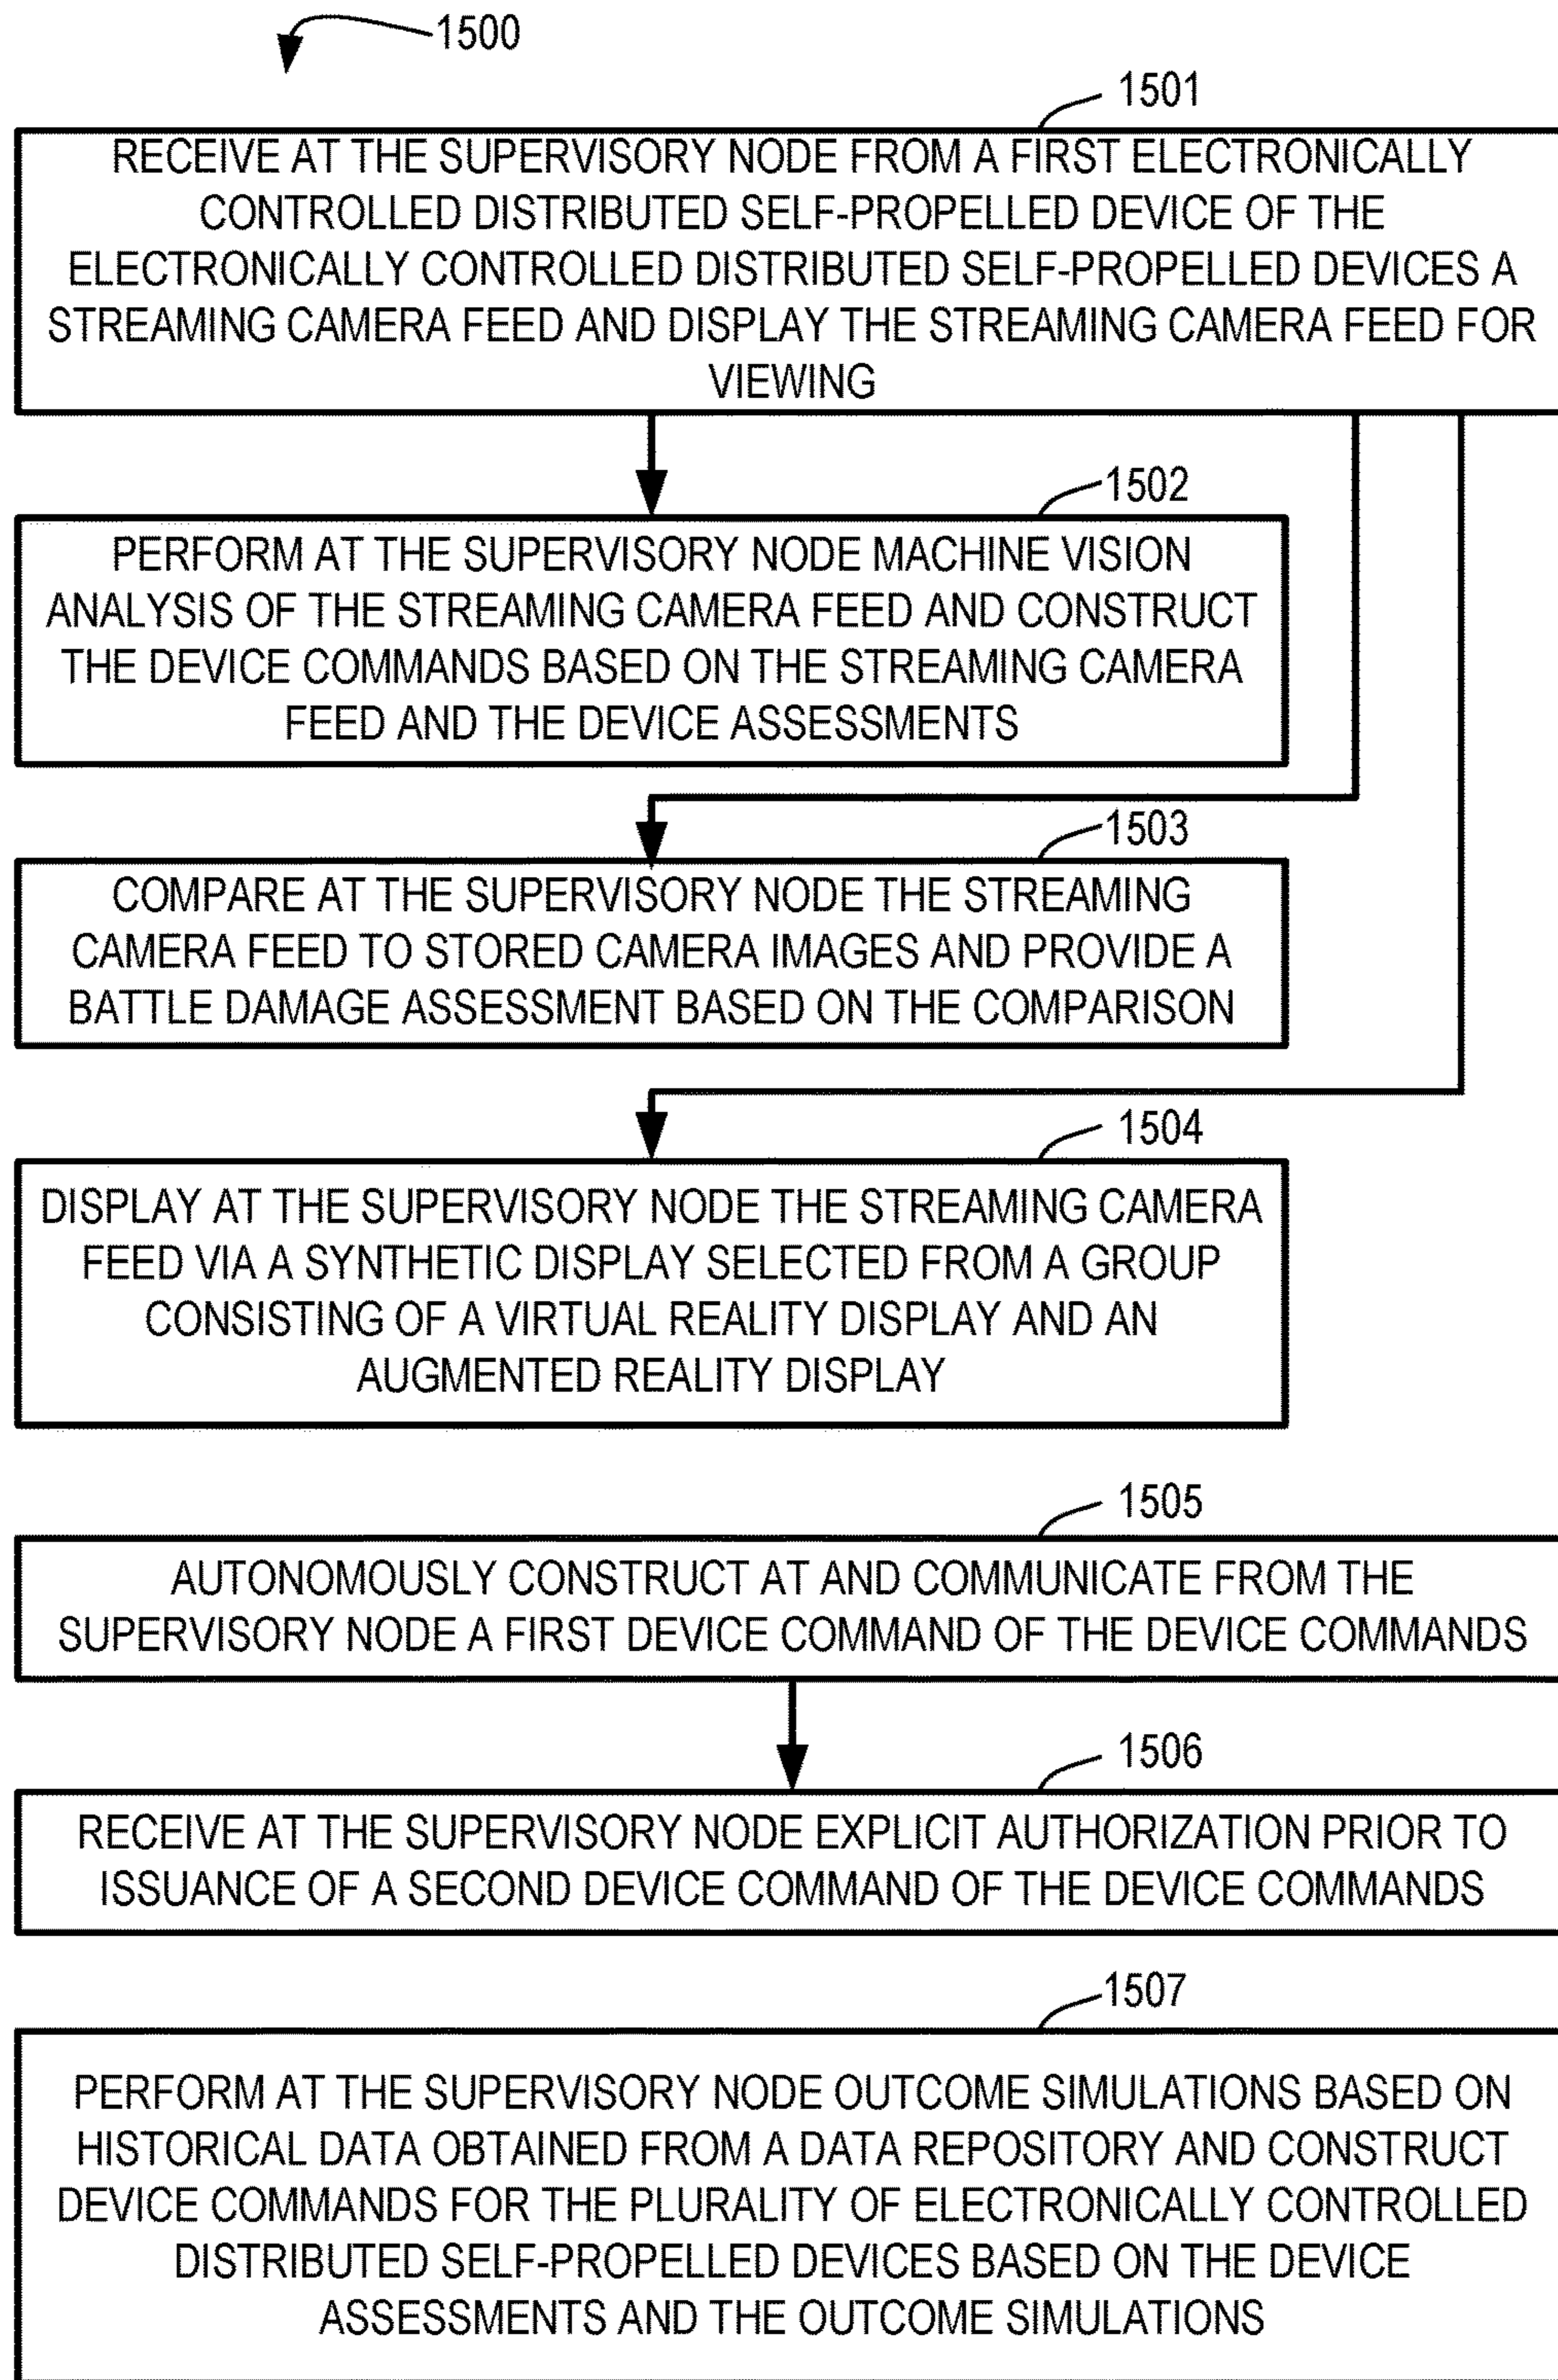 1500
1501
RECEIVE AT THE SUPERVISORY NODE FROM A FIRST ELECTRONICALLY
CONTROLLED DISTRIBUTED SELF-PROPELLED DEVICE OF THE
ELECTRONICALLY CONTROLLED DISTRIBUTED SELF-PROPELLED DEVICES A
STREAMING CAMERA FEED AND DISPLAY THE STREAMING CAMERA FEED FOR
VIEWING
1502
PERFORM AT THE SUPERVISORY NODE MACHINE VISION
ANALYSIS OF THE STREAMING CAMERA FEED AND CONSTRUCT
THE DEVICE COMMANDS BASED ON THE STREAMING CAMERA
FEED AND THE DEVICE ASSESSMENTS
1503
COMPARE AT THE SUPERVISORY NODE THE STREAMING
CAMERA FEED TO STORED CAMERA IMAGES AND PROVIDE A
BATTLE DAMAGE ASSESSMENT BASED ON THE COMPARISON
1504
DISPLAY AT THE SUPERVISORY NODE THE STREAMING CAMERA
FEED VIA A SYNTHETIC DISPLAY SELECTED FROM A GROUP
CONSISTING OF A VIRTUAL REALITY DISPLAY AND AN
AUGMENTED REALITY DISPLAY
1505
AUTONOMOUSLY CONSTRUCT AT AND COMMUNICATE FROM THE
SUPERVISORY NODE A FIRST DEVICE COMMAND OF THE DEVICE COMMANDS
1506
RECEIVE AT THE SUPERVISORY NODE EXPLICIT AUTHORIZATION PRIOR TO
ISSUANCE OF A SECOND DEVICE COMMAND OF THE DEVICE COMMANDS
1507
PERFORM AT THE SUPERVISORY NODE OUTCOME SIMULATIONS BASED ON
HISTORICAL DATA OBTAINED FROM A DATA REPOSITORY AND CONSTRUCT
DEVICE COMMANDS FOR THE PLURALITY OF ELECTRONICALLY CONTROLLED
DISTRIBUTED SELF-PROPELLED DEVICES BASED ON THE DEVICE
ASSESSMENTS AND THE OUTCOME SIMULATIONS